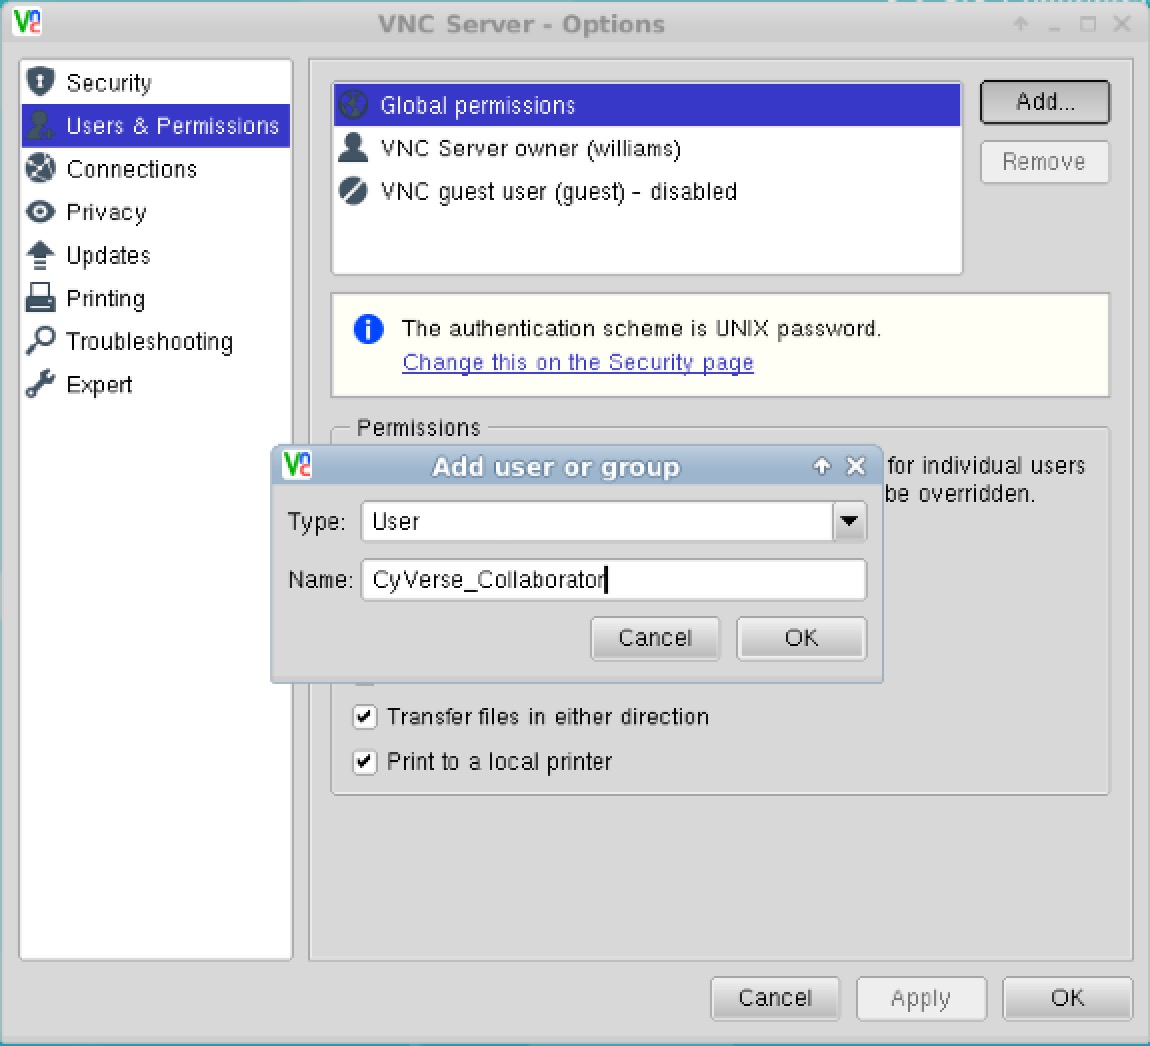 VNC Server - Options
Security
Users & Permissions
Connections
Privacy
Updates
Printing
Troubleshooting
Expert
Global permissions
VNC Server owner (williams)
VNC guest user (guest) - disabled
Add...
Remove
The authentication scheme is UNIX password.
Change this on the Security page
Permissions
for individual users
be overridden.
Add user or group
Type: User
Name: CyVerse_Collaborator
Cancel OK
Transfer files in either direction
Print to a local printer
Cancel Apply OK